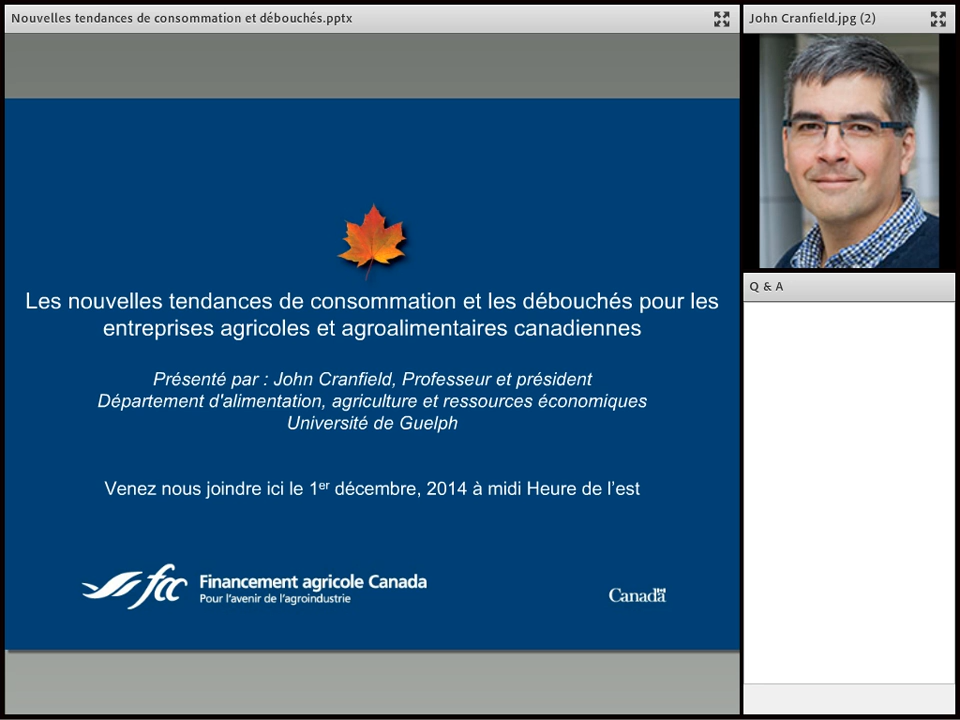 Nouvelles tendances de consommation et débouchés.pptx
John Cranfield.jpg (2)
Les nouvelles tendances de consommation et les débouchés pour les
entreprises agricoles et agroalimentaires canadiennes
Présenté par : John Cranfield, Professeur et président
Département d'alimentation, agriculture et ressources économiques
Université de Guelph
Venez nous joindre ici le 1er décembre, 2014 à midi Heure de l'est
fcc Financement agricole Canada
Pour l'avenir de l'agroindustrie
Canada
Q & A